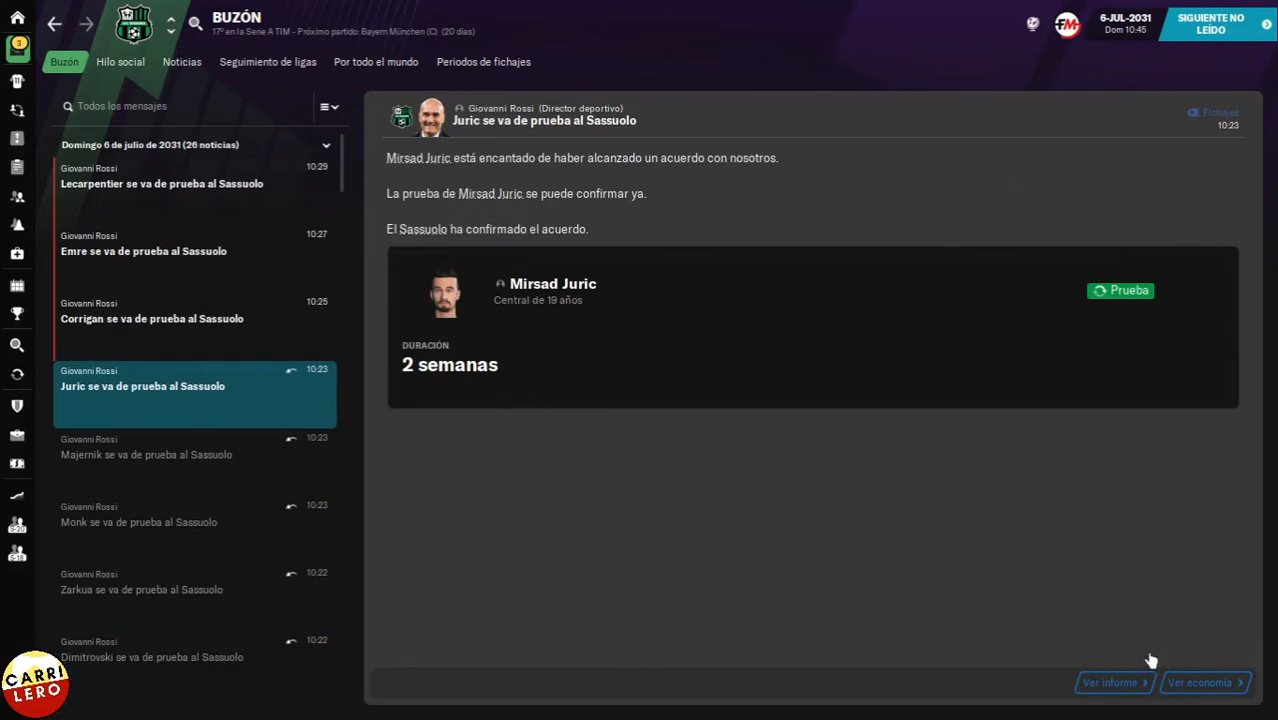 BUZÓN
17º en la Serie A TIM - Próximo partido: Bayern München (C) (20 días)
6-JUL-2031
Dom 10:45
SIGUIENTE NO
LEÍDO
3
FM
Buzón
Hilo social
Noticias
Seguimiento de ligas
Por todo el mundo
Periodos de fichajes
Todos los mensajes
Domingo 6 de julio de 2031 (26 noticias)
Giovanni Rossi 10:29
Lecarpentier se va de prueba al Sassuolo
Giovanni Rossi 10:27
Emre se va de prueba al Sassuolo
Giovanni Rossi 10:25
Corrigan se va de prueba al Sassuolo
Giovanni Rossi 10:23
Juric se va de prueba al Sassuolo
Giovanni Rossi 10:23
Majernik se va de prueba al Sassuolo
Giovanni Rossi 10:23
Monk se va de prueba al Sassuolo
Giovanni Rossi 10:22
Zarkua se va de prueba al Sassuolo
Giovanni Rossi 10:22
Dimitrovski se va de prueba al Sassuolo
Giovanni Rossi (Director deportivo)
Juric se va de prueba al Sassuolo
Fichajes
10:23
Mirsad Juric está encantado de haber alcanzado un acuerdo con nosotros.
La prueba de Mirsad Juric se puede confirmar ya.
El Sassuolo ha confirmado el acuerdo.
Mirsad Juric
Central de 19 años
Prueba
DURACIÓN
2 semanas
Ver informe
Ver economía
S-20
S-18
CARRI
LERO